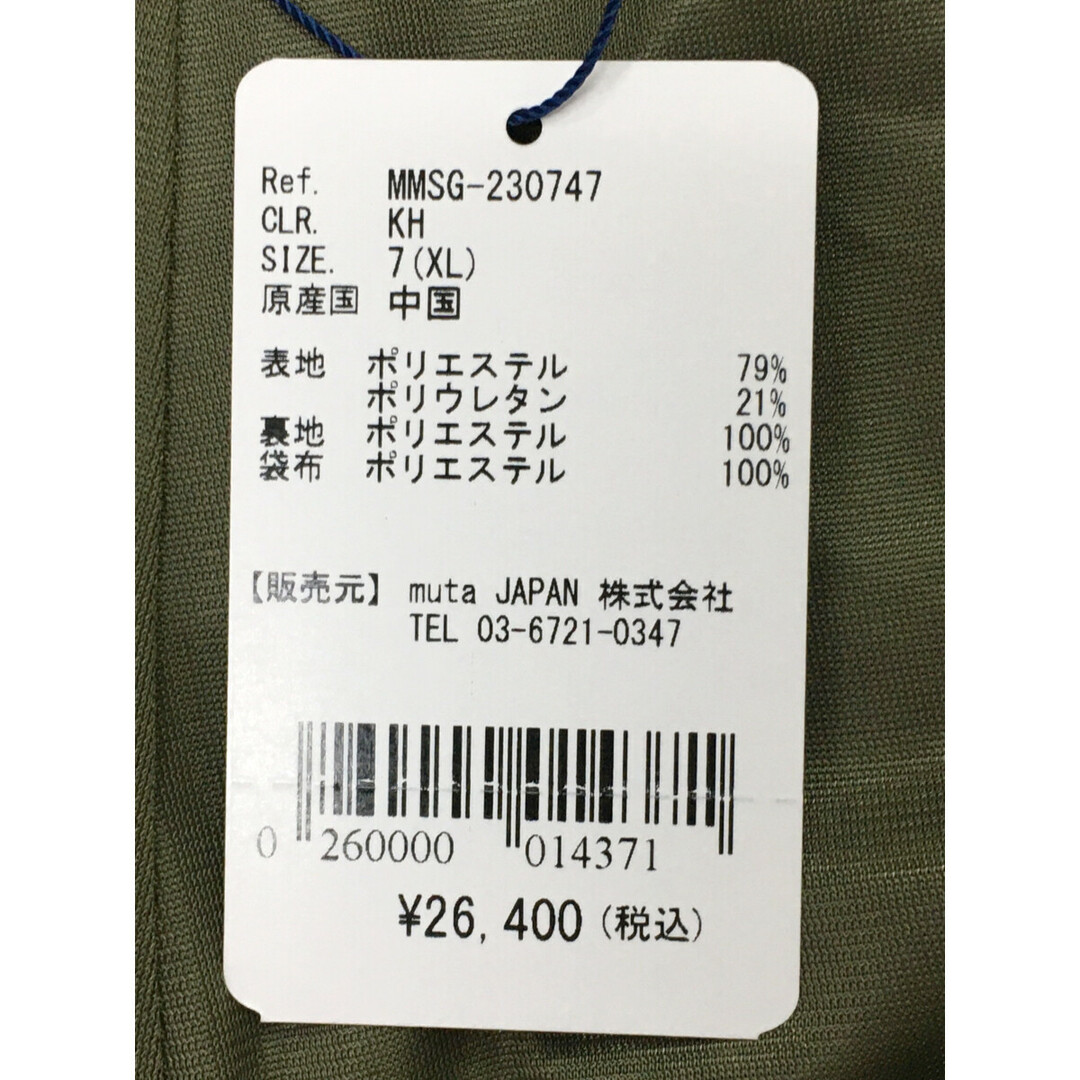 Ref. MMSG-230747
CLR. KH
SIZE. 7(XL)
原産国 中国
表地 ポリエステル 79%
ポリウレタン 21%
裏地 ポリエステル 100%
袋布 ポリエステル 100%
【販売元】 muta JAPAN 株式会社
TEL 03-6721-0347
0 260000 014371
¥26,400(税込)